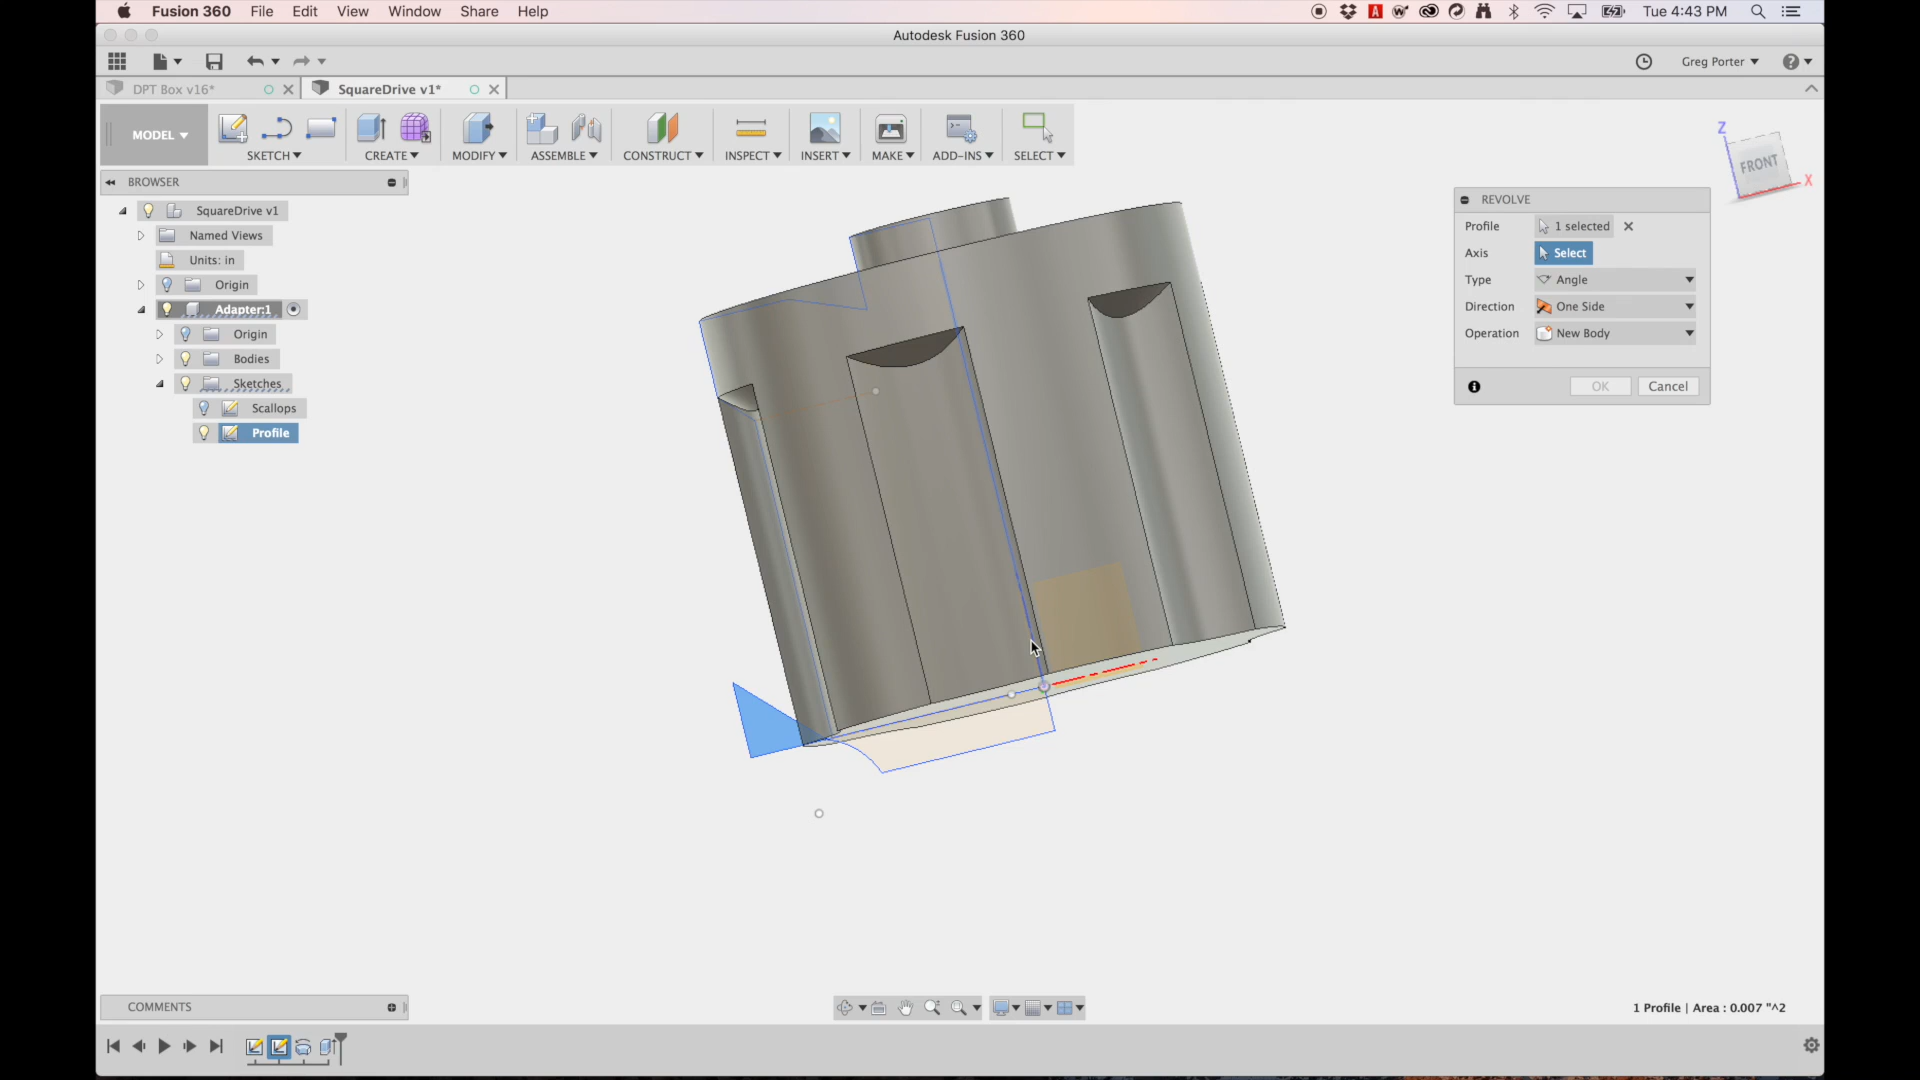 Fusion 360 File Edit View Window Share Help Tue 4:43 PM
Autodesk Fusion 360
Greg Porter
DPT Box v16* SquareDrive v1*
MODEL SKETCH CREATE MODIFY ASSEMBLE CONSTRUCT INSPECT INSERT MAKE ADD-INS SELECT
Z
FRONT
X
BROWSER
SquareDrive v1
Named Views
Units: in
Origin
Adapter:1
Origin
Bodies
Sketches
Scallops
Profile
REVOLVE
Profile 1 selected
Axis Select
Type Angle
Direction One Side
Operation New Body
OK Cancel
COMMENTS
1 Profile | Area : 0.007 "^2